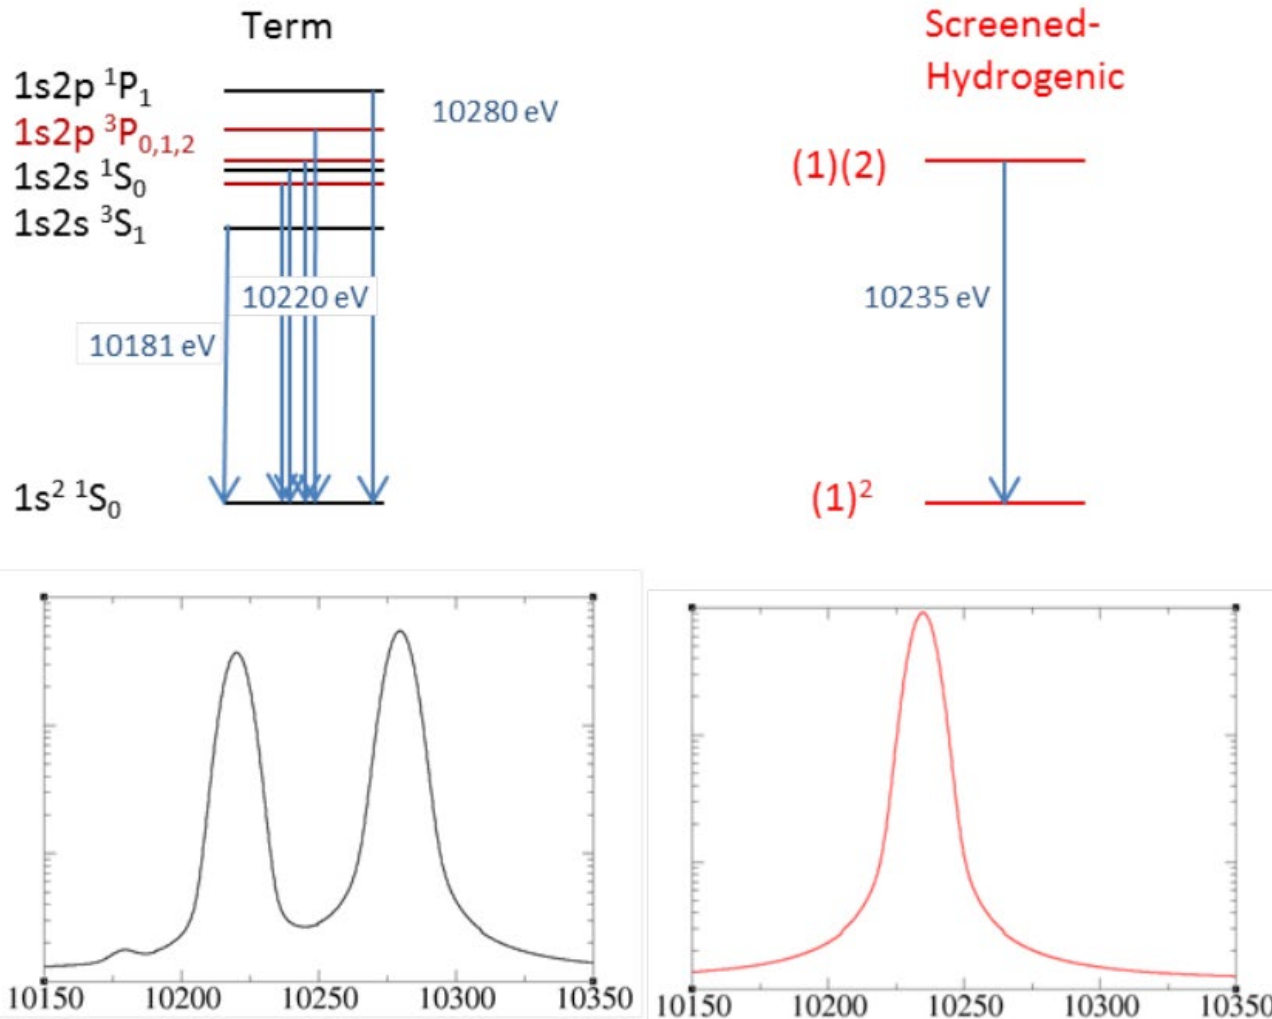 Term
1s2p ¹P₁
1s2p ³P₀,₁,₂
1s2s ¹S₀
1s2s ³S₁
10280 eV
10220 eV
10181 eV
1s² ¹S₀
Screened-
Hydrogenic
(1)(2)
10235 eV
(1)²
10150 10200 10250 10300 10350
10150 10200 10250 10300 10350